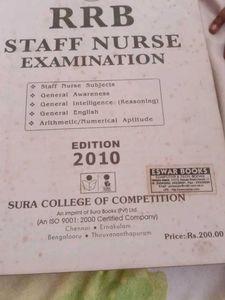 RRB
STAFF NURSE
EXAMINATION
Staff Nurse Subjects
General Awareness
General Intelligence (Reasoning)
General English
Arithmetic/Numerical Aptitude
EDITION
2010
ESWAR BOOKS
SURA COLLEGE OF COMPETITION
An imprint of Sura Books (Pvt) Ltd.
(An ISO 9001: 2000 Certified Company)
Chennai • Ernakulam
Bengalooru • Thiruvananthapuram
Price: Rs.200.00